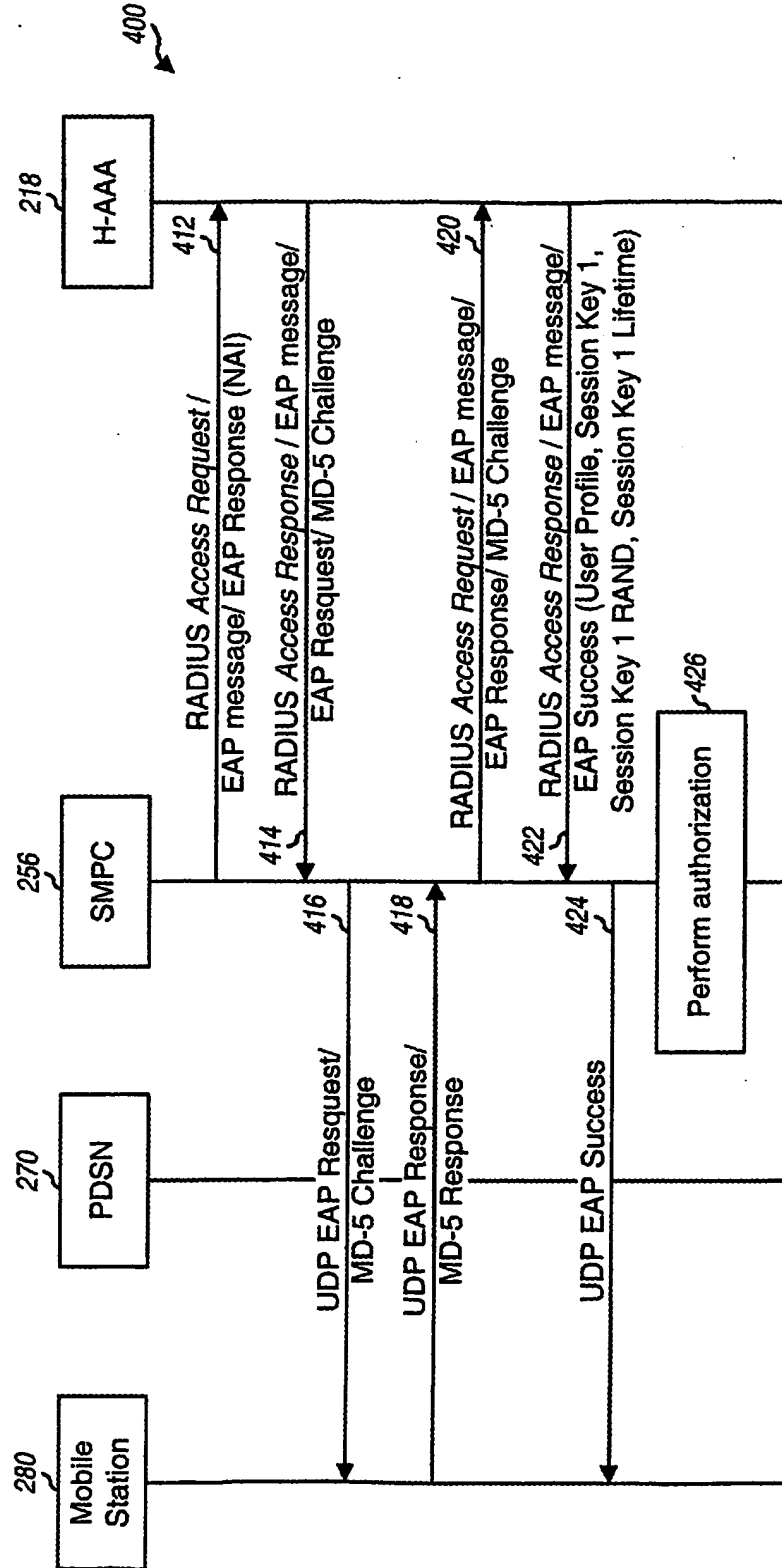 400
280
Mobile
Station
270
PDSN
256
SMPC
218
H-AAA
RADIUS Access Request /
EAP message/ EAP Response (NAI)
412
414
RADIUS Access Response / EAP message/
EAP Resquest/ MD-5 Challenge
UDP EAP Resquest/
MD-5 Challenge
416
UDP EAP Response/
MD-5 Response
418
RADIUS Access Request / EAP message/
EAP Response/ MD-5 Challenge
420
422
RADIUS Access Response / EAP message/
EAP Success (User Profile, Session Key 1,
Session Key 1 RAND, Session Key 1 Lifetime)
UDP EAP Success
424
Perform authorization
426